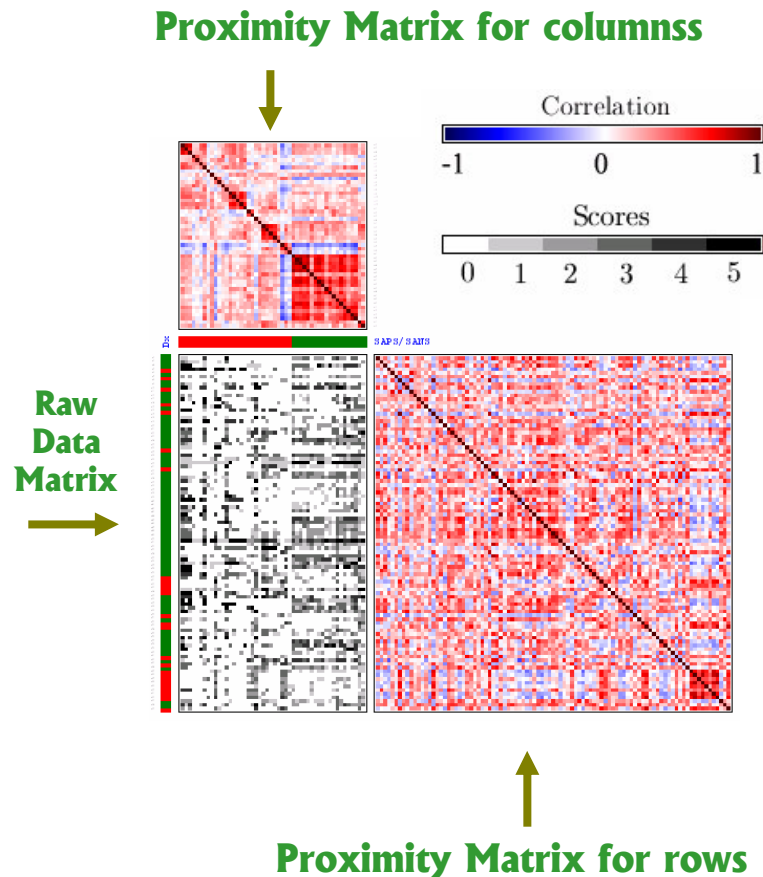 Proximity Matrix for columnss
Correlation
-1 0 1
Scores
0 1 2 3 4 5
Dx
SAPS/SANS
Raw
Data
Matrix
Proximity Matrix for rows